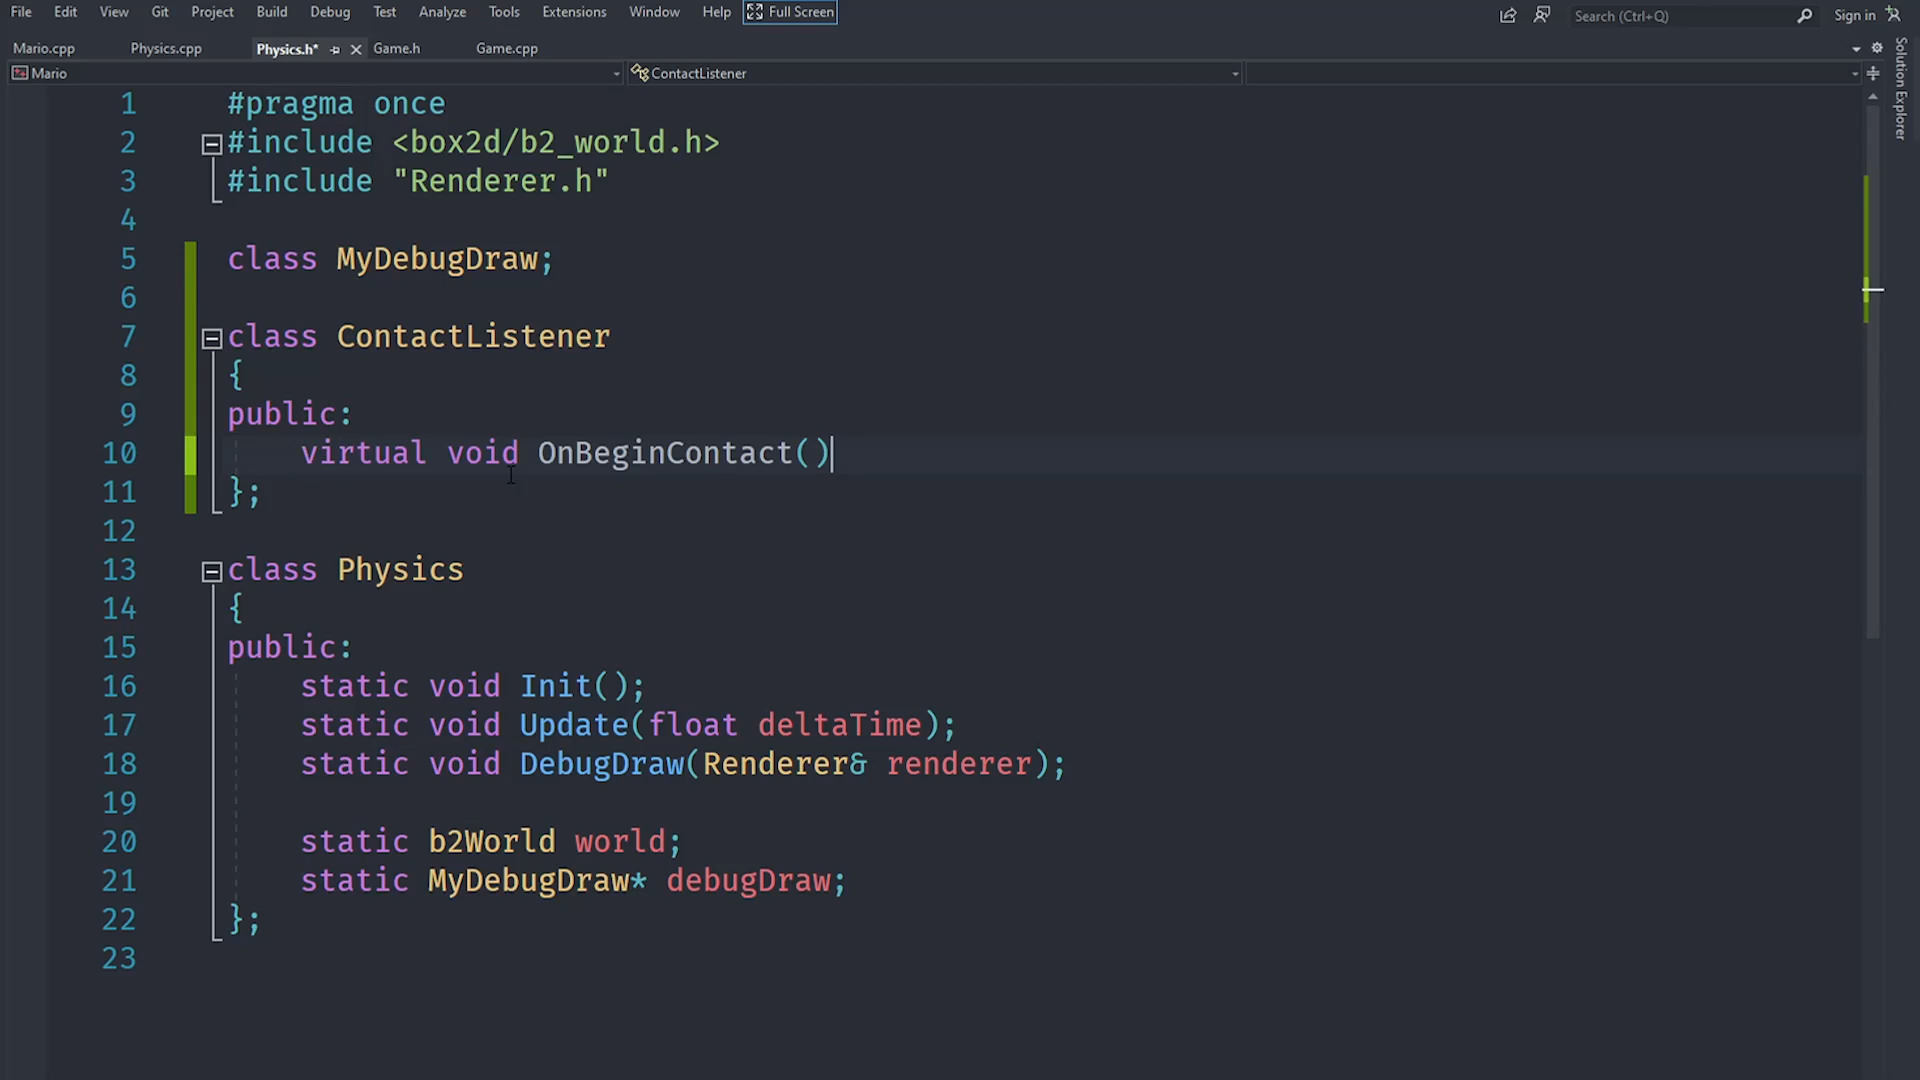 File Edit View Git Project Build Debug Test Analyze Tools Extensions Window Help Full Screen Search (Ctrl+Q) Sign in
Mario.cpp Physics.cpp Physics.h* Game.h Game.cpp
Mario ContactListener
Solution Explorer
1 #pragma once
2 #include <box2d/b2_world.h>
3 #include "Renderer.h"
4
5 class MyDebugDraw;
6
7 class ContactListener
8 {
9 public:
10 virtual void OnBeginContact()
11 };
12
13 class Physics
14 {
15 public:
16 static void Init();
17 static void Update(float deltaTime);
18 static void DebugDraw(Renderer& renderer);
19
20 static b2World world;
21 static MyDebugDraw* debugDraw;
22 };
23